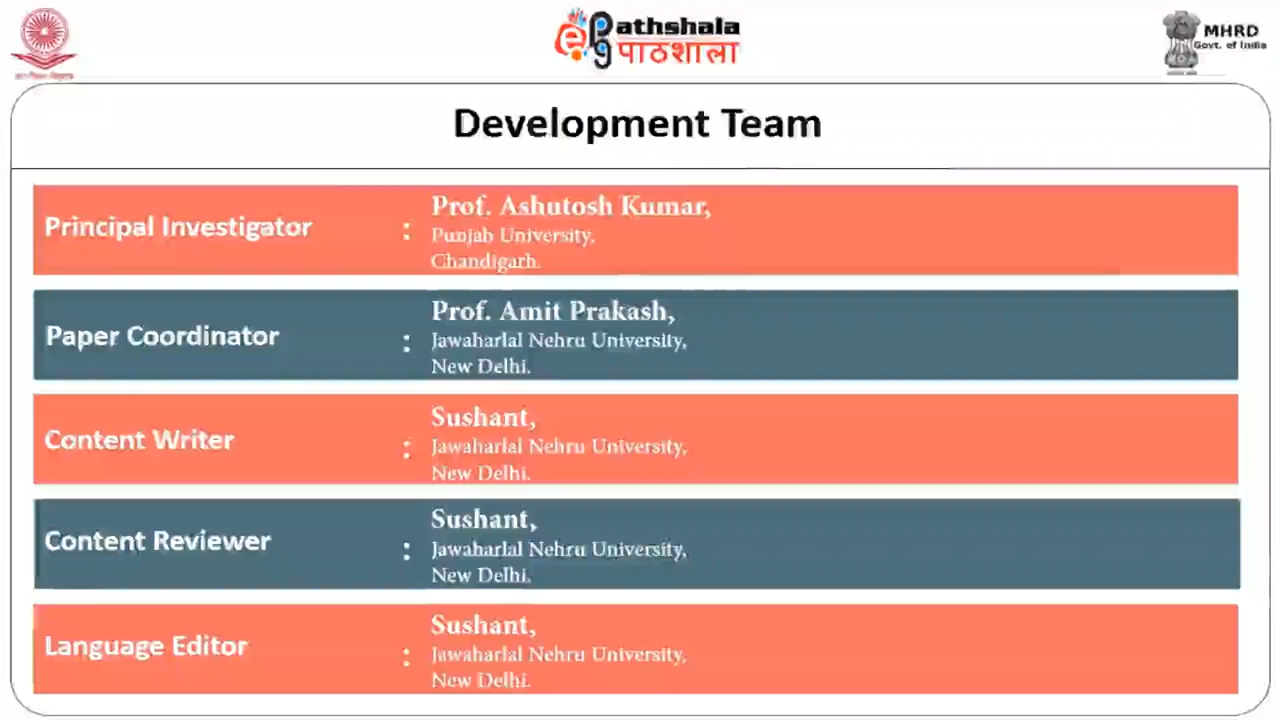 ePathshala
पाठशाला
MHRD
Govt. of India
Development Team
Principal Investigator
:
Prof. Ashutosh Kumar,
Punjab University,
Chandigarh.
Paper Coordinator
:
Prof. Amit Prakash,
Jawaharlal Nehru University,
New Delhi.
Content Writer
:
Sushant,
Jawaharlal Nehru University,
New Delhi.
Content Reviewer
:
Sushant,
Jawaharlal Nehru University,
New Delhi.
Language Editor
:
Sushant,
Jawaharlal Nehru University,
New Delhi.